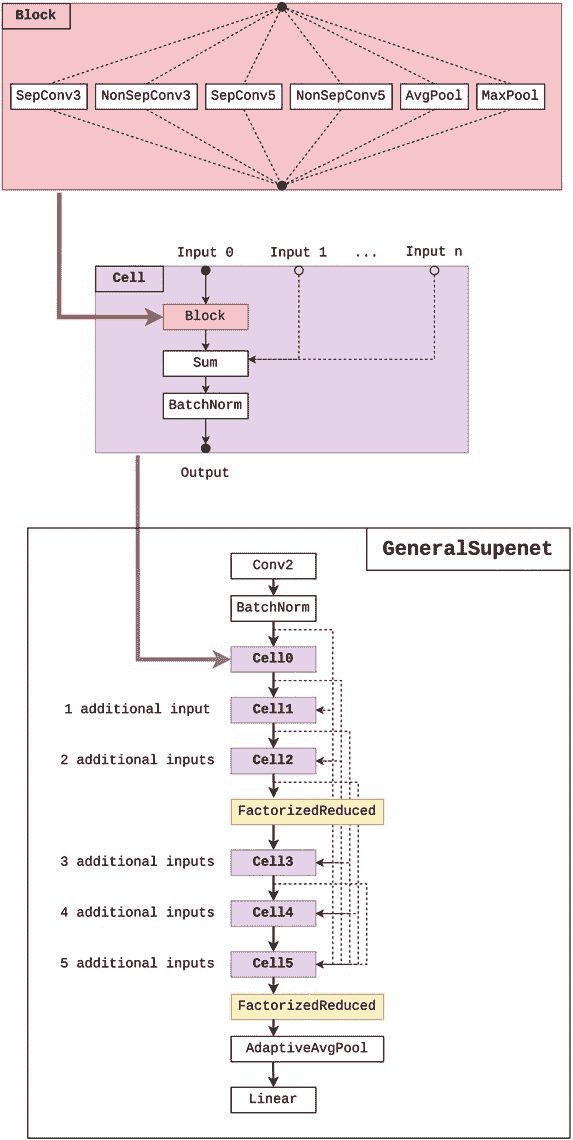 Block
SepConv3 NonSepConv3 SepConv5 NonSepConv5 AvgPool MaxPool
Input 0 Input 1 ... Input n
Cell
Block
Sum
BatchNorm
Output
GeneralSupenet
Conv2
BatchNorm
Cell0
1 additional input Cell1
2 additional inputs Cell2
FactorizedReduced
3 additional inputs Cell3
4 additional inputs Cell4
5 additional inputs Cell5
FactorizedReduced
AdaptiveAvgPool
Linear